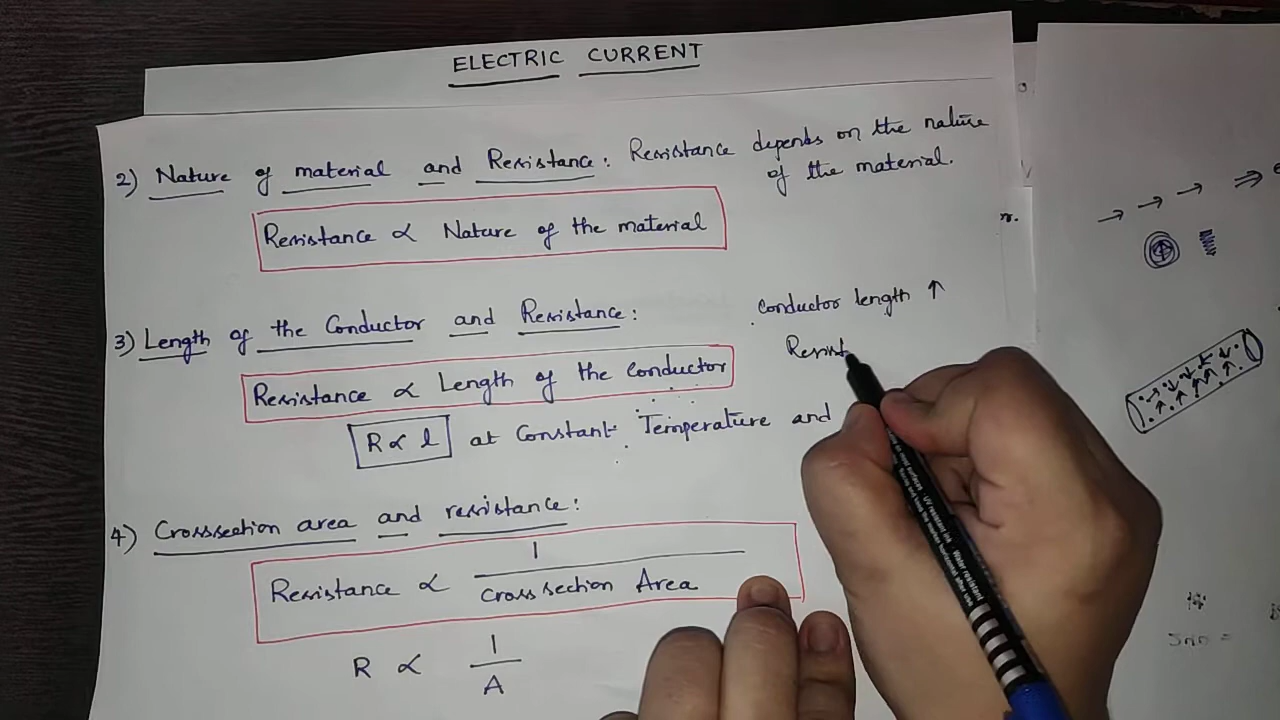 ELECTRIC CURRENT
2) Nature of material and Resistance: Resistance depends on the nature
of the material.
Resistance ∝ Nature of the material
3) Length of the Conductor and Resistance:
Conductor length ↑
Resist
Resistance ∝ Length of the Conductor
R ∝ l at Constant Temperature and
4) Crosssection area and resistance:
Resistance ∝ 1
Crosssection Area
R ∝ 1
A